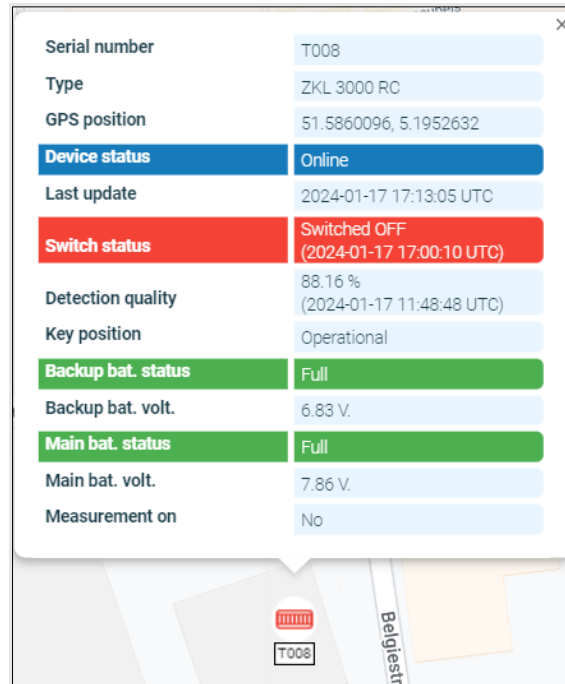 ×
Serial number T008
Type ZKL 3000 RC
GPS position 51.5860096, 5.1952632
Device status Online
Last update 2024-01-17 17:13:05 UTC
Switch status Switched OFF
(2024-01-17 17:00:10 UTC)
Detection quality 88.16 %
(2024-01-17 11:48:48 UTC)
Key position Operational
Backup bat. status Full
Backup bat. volt. 6.83 V.
Main bat. status Full
Main bat. volt. 7.86 V.
Measurement on No
T008
Belgiestr